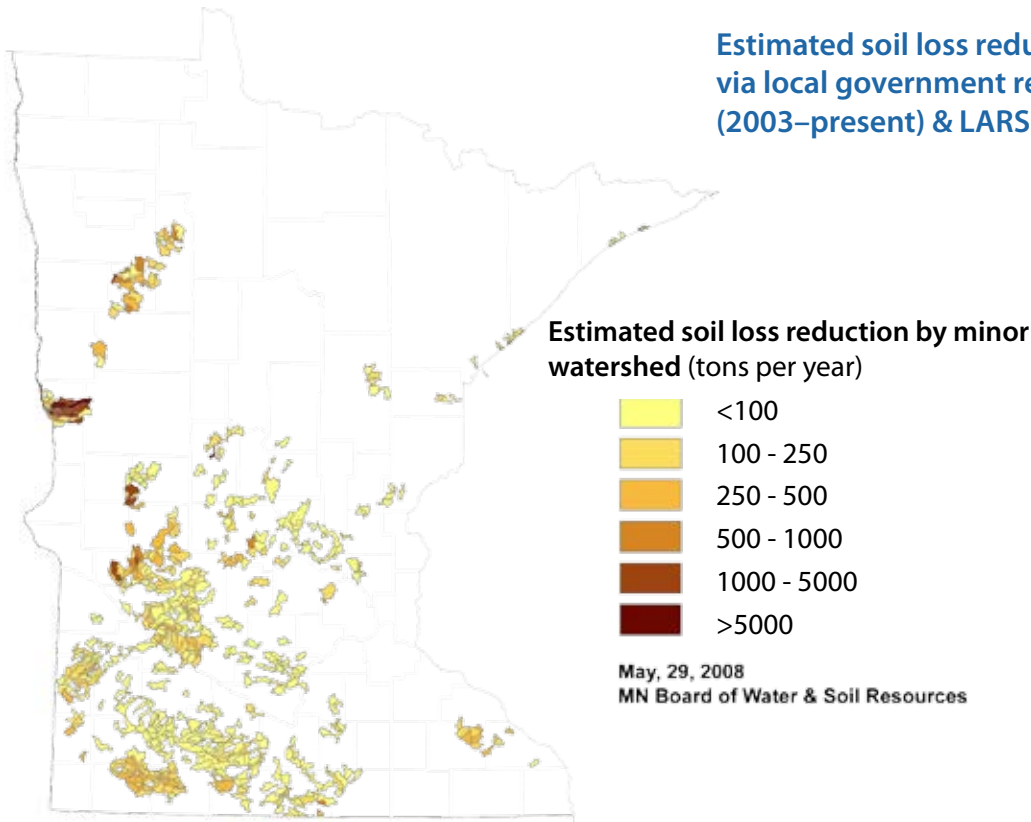 Estimated soil loss redu
via local government re
(2003–present) & LARS
Estimated soil loss reduction by minor
watershed (tons per year)
<100
100 - 250
250 - 500
500 - 1000
1000 - 5000
>5000
May, 29, 2008
MN Board of Water & Soil Resources